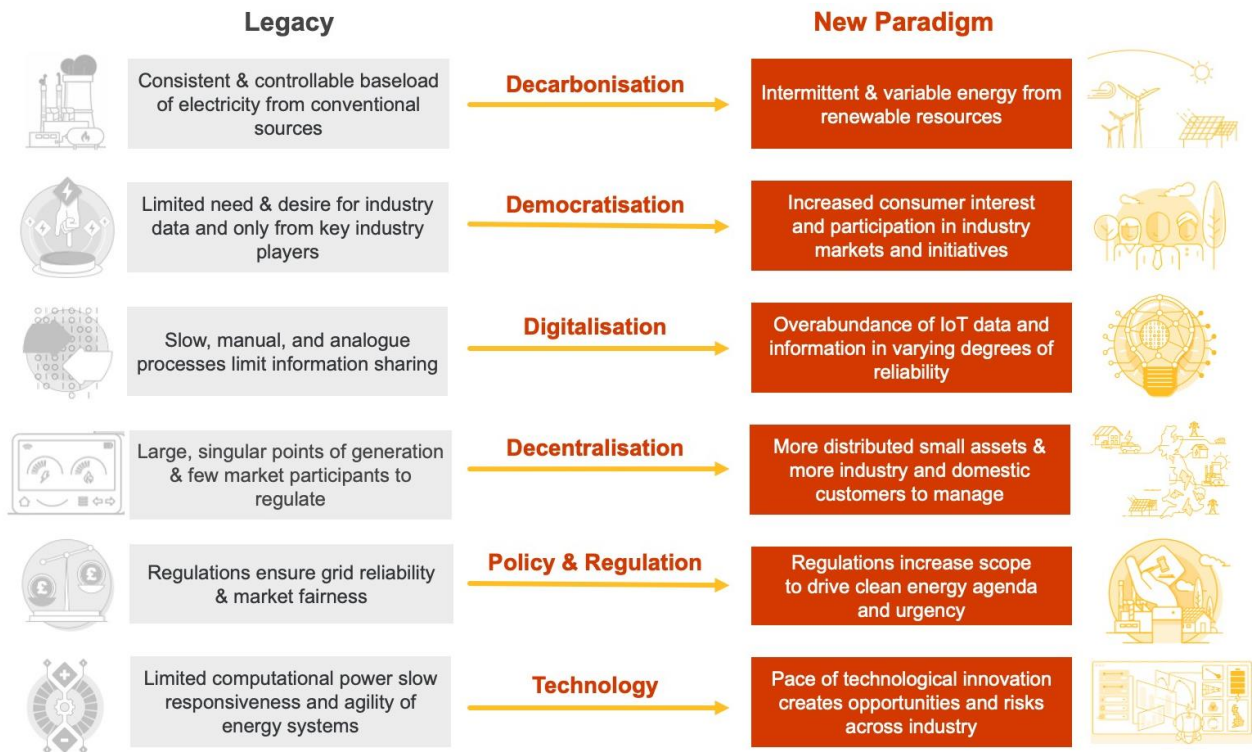 Legacy
New Paradigm
Consistent & controllable baseload
of electricity from conventional
sources
Decarbonisation
Intermittent & variable energy from
renewable resources
Limited need & desire for industry
data and only from key industry
players
Democratisation
Increased consumer interest
and participation in industry
markets and initiatives
Slow, manual, and analogue
processes limit information sharing
Digitalisation
Overabundance of IoT data and
information in varying degrees of
reliability
Large, singular points of generation
& few market participants to
regulate
Decentralisation
More distributed small assets &
more industry and domestic
customers to manage
££
Regulations ensure grid reliability
& market fairness
Policy & Regulation
Regulations increase scope
to drive clean energy agenda
and urgency
Limited computational power slow
responsiveness and agility of
energy systems
Technology
Pace of technological innovation
creates opportunities and risks
across industry